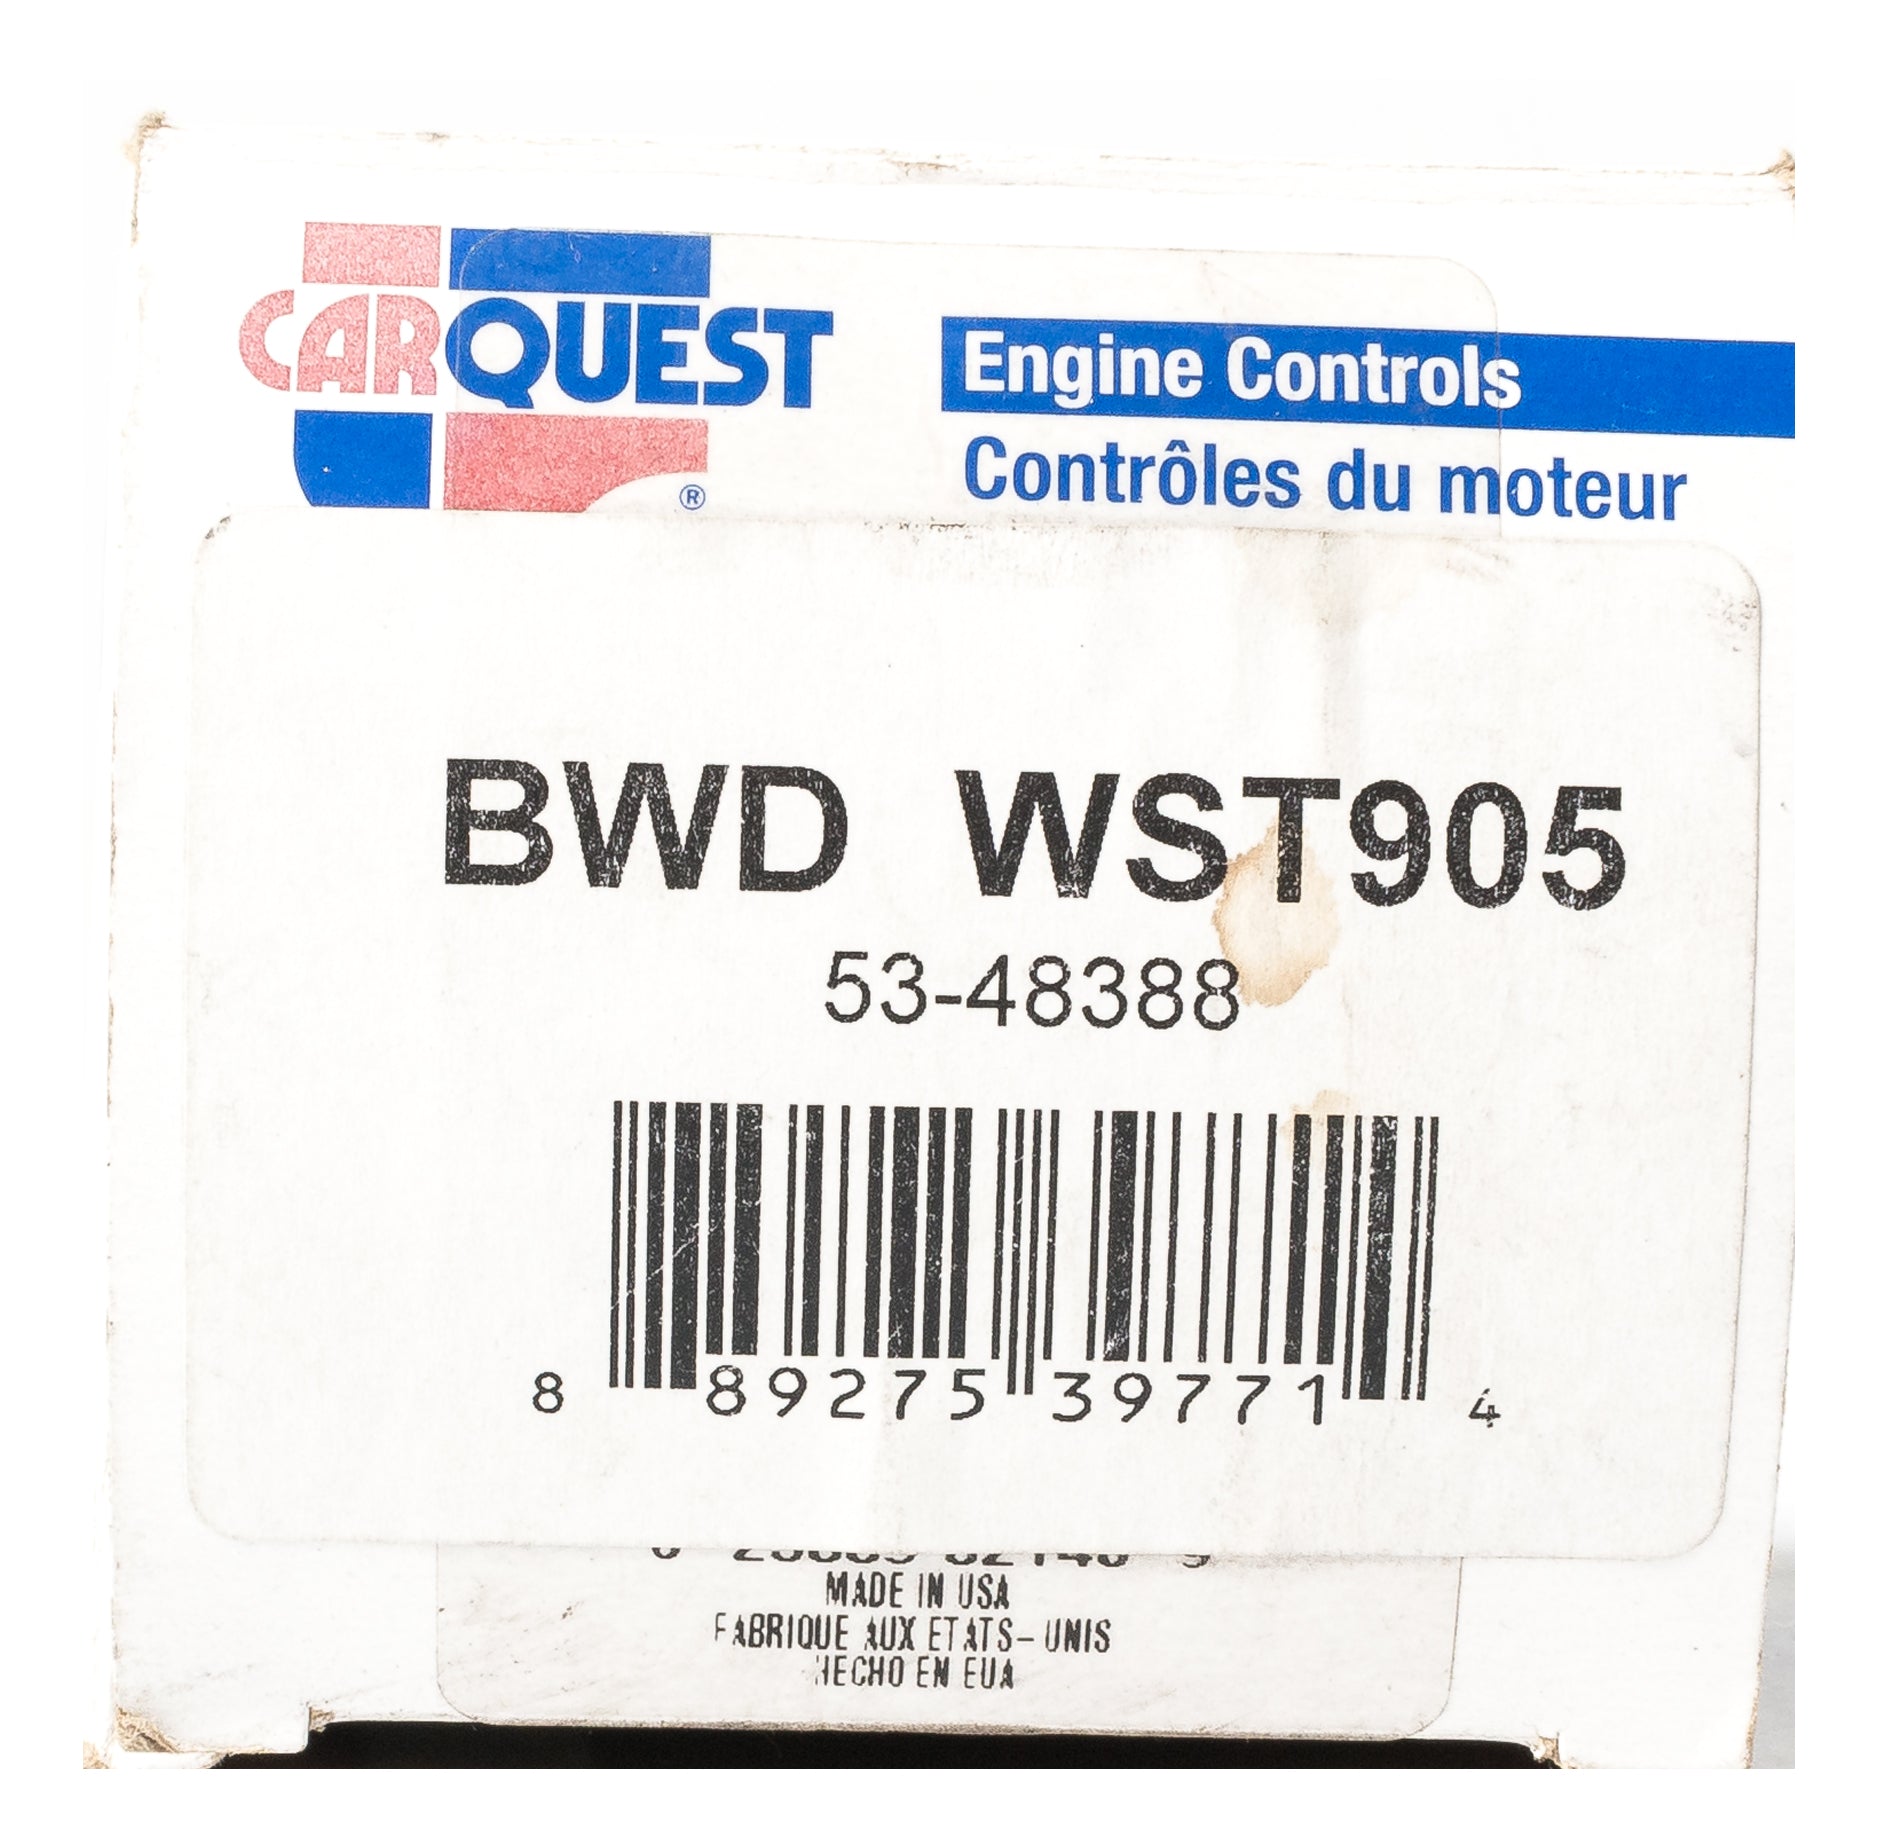 CARQUEST
®
Engine Controls
Contrôles du moteur
BWD WST905
53-48388
8 89275 39771 4
MADE IN USA
FABRIQUE AUX ETATS-UNIS
HECHO EN EUA